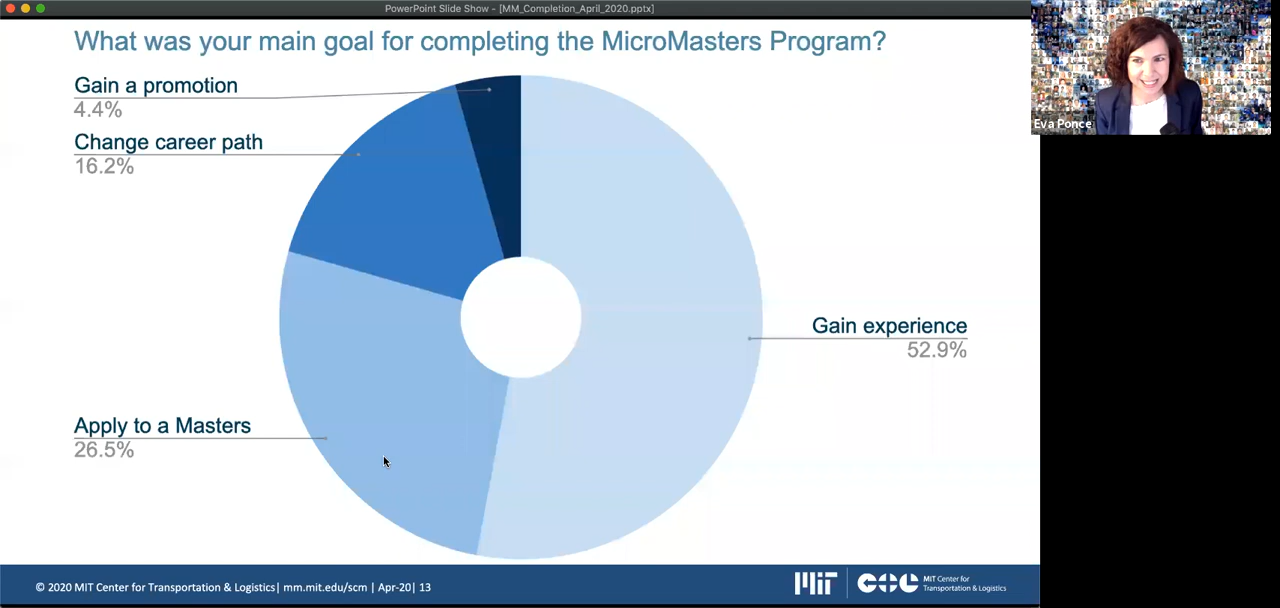 PowerPoint Slide Show - [MM_Completion_April_2020.pptx]
What was your main goal for completing the MicroMasters Program?
Gain a promotion
4.4%
Change career path
16.2%
Gain experience
52.9%
Apply to a Masters
26.5%
Eva Ponce
© 2020 MIT Center for Transportation & Logistics| mm.mit.edu/scm | Apr-20| 13
MIT
CTL
MIT Center for
Transportation & Logistics